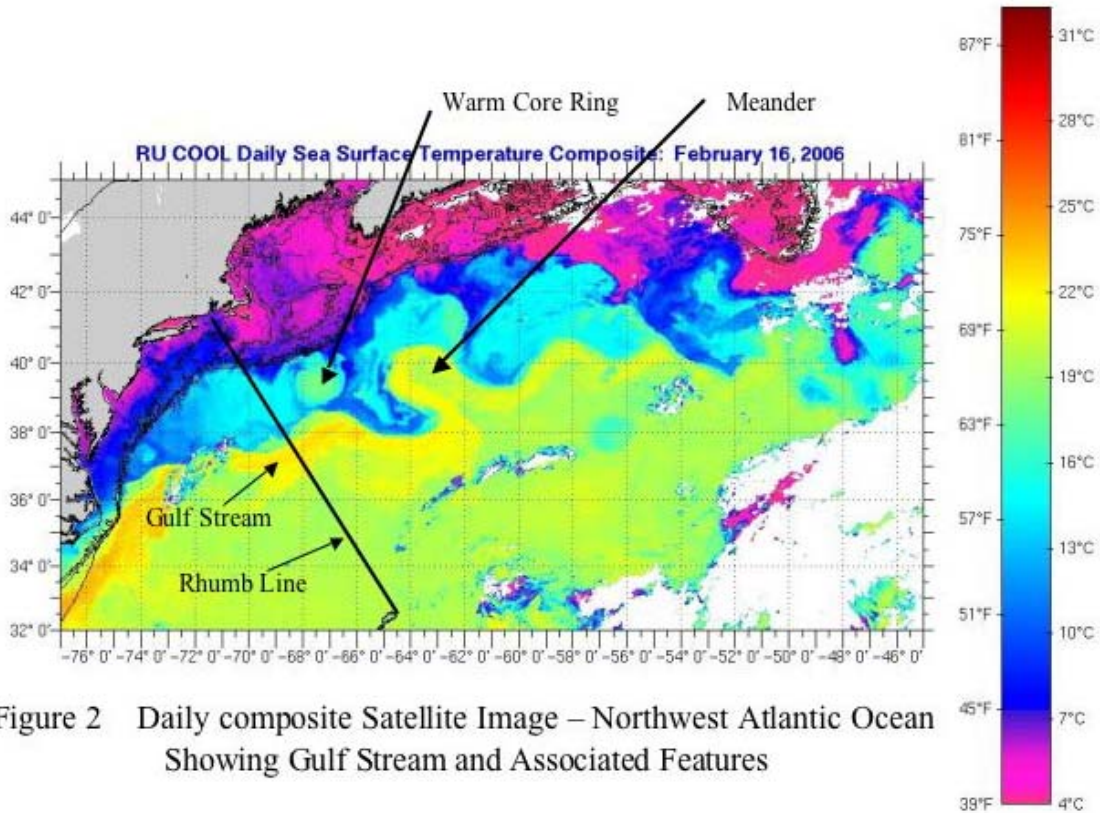 Warm Core Ring
Meander
RU COOL Daily Sea Surface Temperature Composite: February 16, 2006
44° 0'
42° 0'
40° 0'
38° 0'
36° 0'
34° 0'
32° 0'
Gulf Stream
Rhumb Line
-76° 0' -74° 0' -72° 0' -70° 0' -68° 0' -66° 0' -64° 0' -62° 0' -60° 0' -58° 0' -56° 0' -54° 0' -52° 0' -50° 0' -48° 0' -46° 0'
87°F 31°C
81°F 28°C
75°F 25°C
69°F 22°C
63°F 19°C
57°F 16°C
51°F 13°C
45°F 10°C
39°F 7°C
4°C
Figure 2 Daily composite Satellite Image – Northwest Atlantic Ocean
Showing Gulf Stream and Associated Features